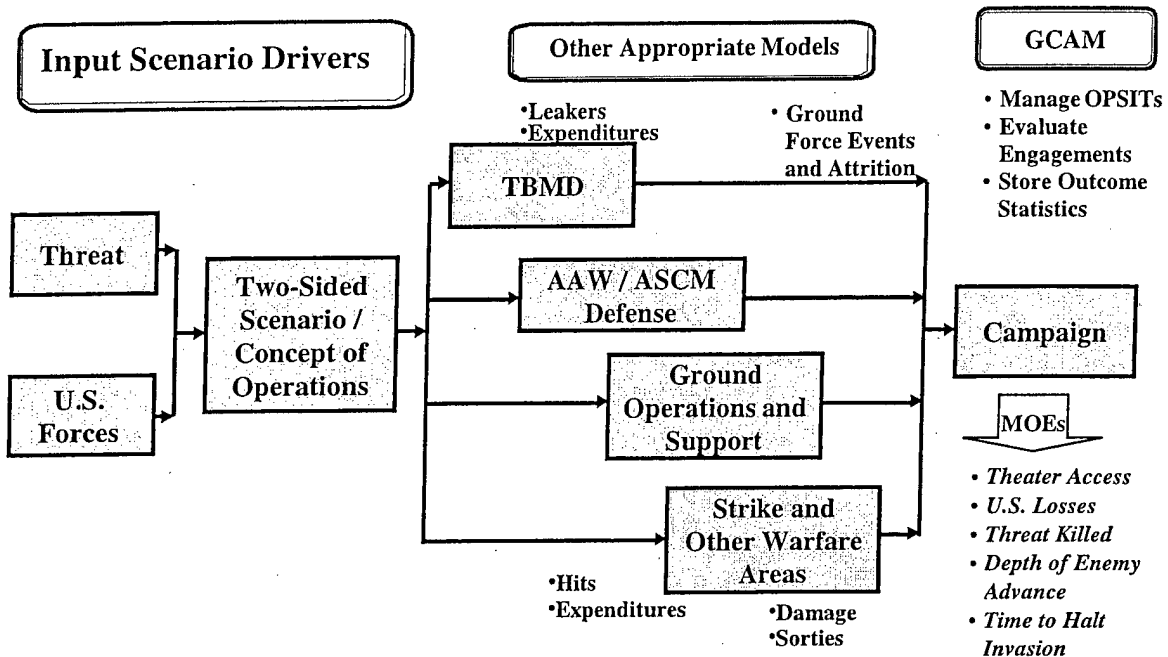 Input Scenario Drivers
Other Appropriate Models
GCAM
•Leakers
•Expenditures
• Ground
Force Events
and Attrition
• Manage OPSITs
• Evaluate
Engagements
• Store Outcome
Statistics
TBMD
Threat
Two-Sided
Scenario /
Concept of
Operations
AAW / ASCM
Defense
Campaign
U.S.
Forces
Ground
Operations and
Support
MOEs
Strike and
Other Warfare
Areas
•Hits
•Expenditures
•Damage
•Sorties
• Theater Access
• U.S. Losses
• Threat Killed
• Depth of Enemy
Advance
• Time to Halt
Invasion